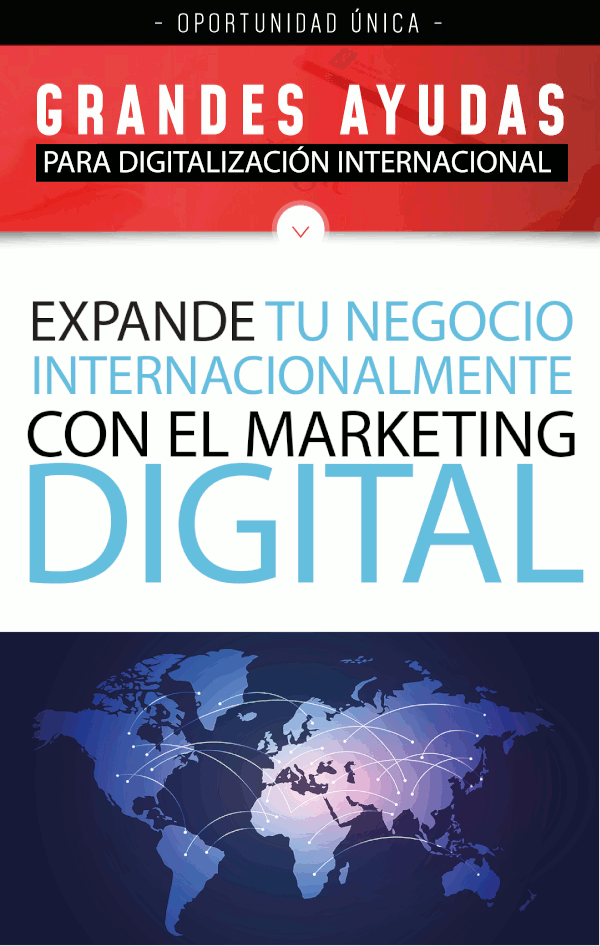 - OPORTUNIDAD ÚNICA -
GRANDES AYUDAS
PARA DIGITALIZACIÓN INTERNACIONAL
EXPANDE TU NEGOCIO
INTERNACIONALMENTE
CON EL MARKETING
DIGITAL